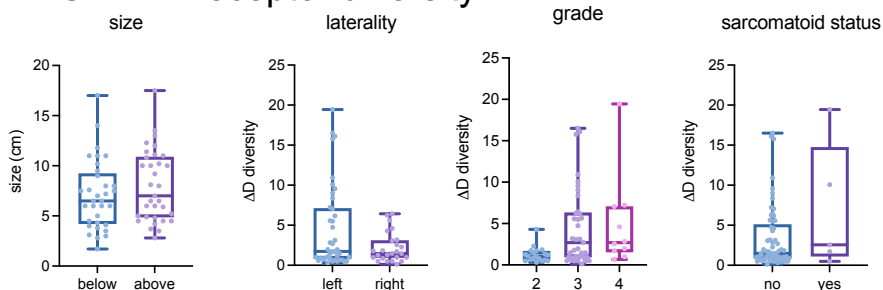 size
20
15
10
5
0
size (cm)
below above
laterality
25
20
15
10
5
0
ΔD diversity
left right
grade
25
20
15
10
5
0
ΔD diversity
2 3 4
sarcomatoid status
25
20
15
10
5
0
ΔD diversity
no yes